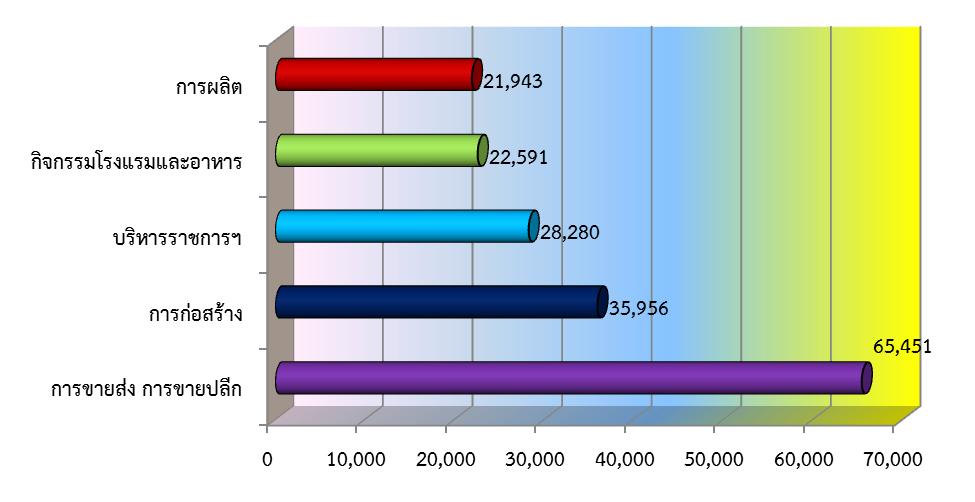 การผลิต
21,943
กิจกรรมโรงแรมและอาหาร
22,591
บริหารราชการฯ
28,280
การก่อสร้าง
35,956
65,451
การขายส่ง การขายปลีก
0 10,000 20,000 30,000 40,000 50,000 60,000 70,000